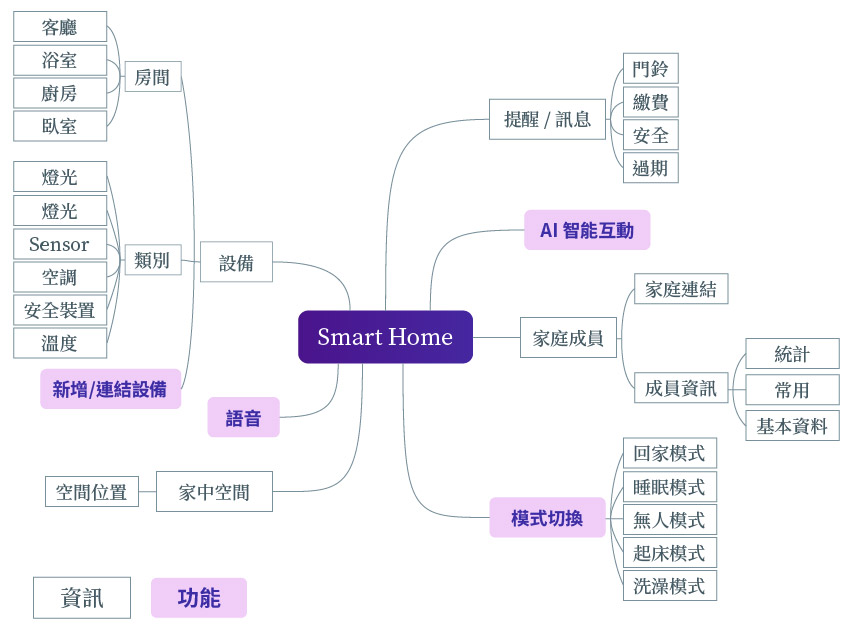 客廳
浴室
廚房
臥室
房間
燈光
燈光
Sensor
空調
安全裝置
溫度
類別
設備
新增/連結設備
語音
空間位置
家中空間
Smart Home
提醒 / 訊息
門鈴
繳費
安全
過期
AI 智能互動
家庭成員
家庭連結
成員資訊
統計
常用
基本資料
模式切換
回家模式
睡眠模式
無人模式
起床模式
洗澡模式
資訊
功能